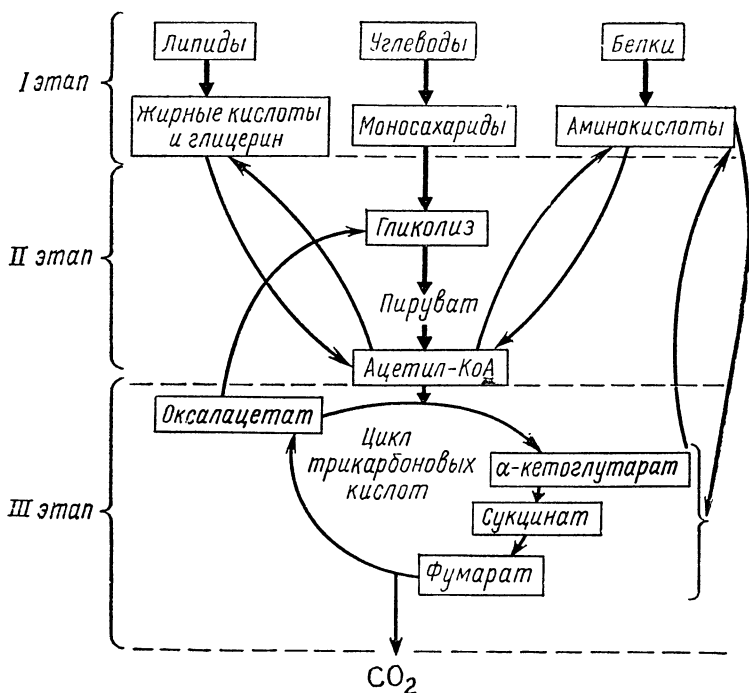 Липиды
Углеводы
Белки
I этап
Жирные кислоты
и глицерин
Моносахариды
Аминокислоты
II этап
Гликолиз
Пируват
Ацетил-КоА
Оксалацетат
Цикл
трикарбоновых
кислот
α-кетоглутарат
III этап
Сукцинат
Фумарат
CO₂